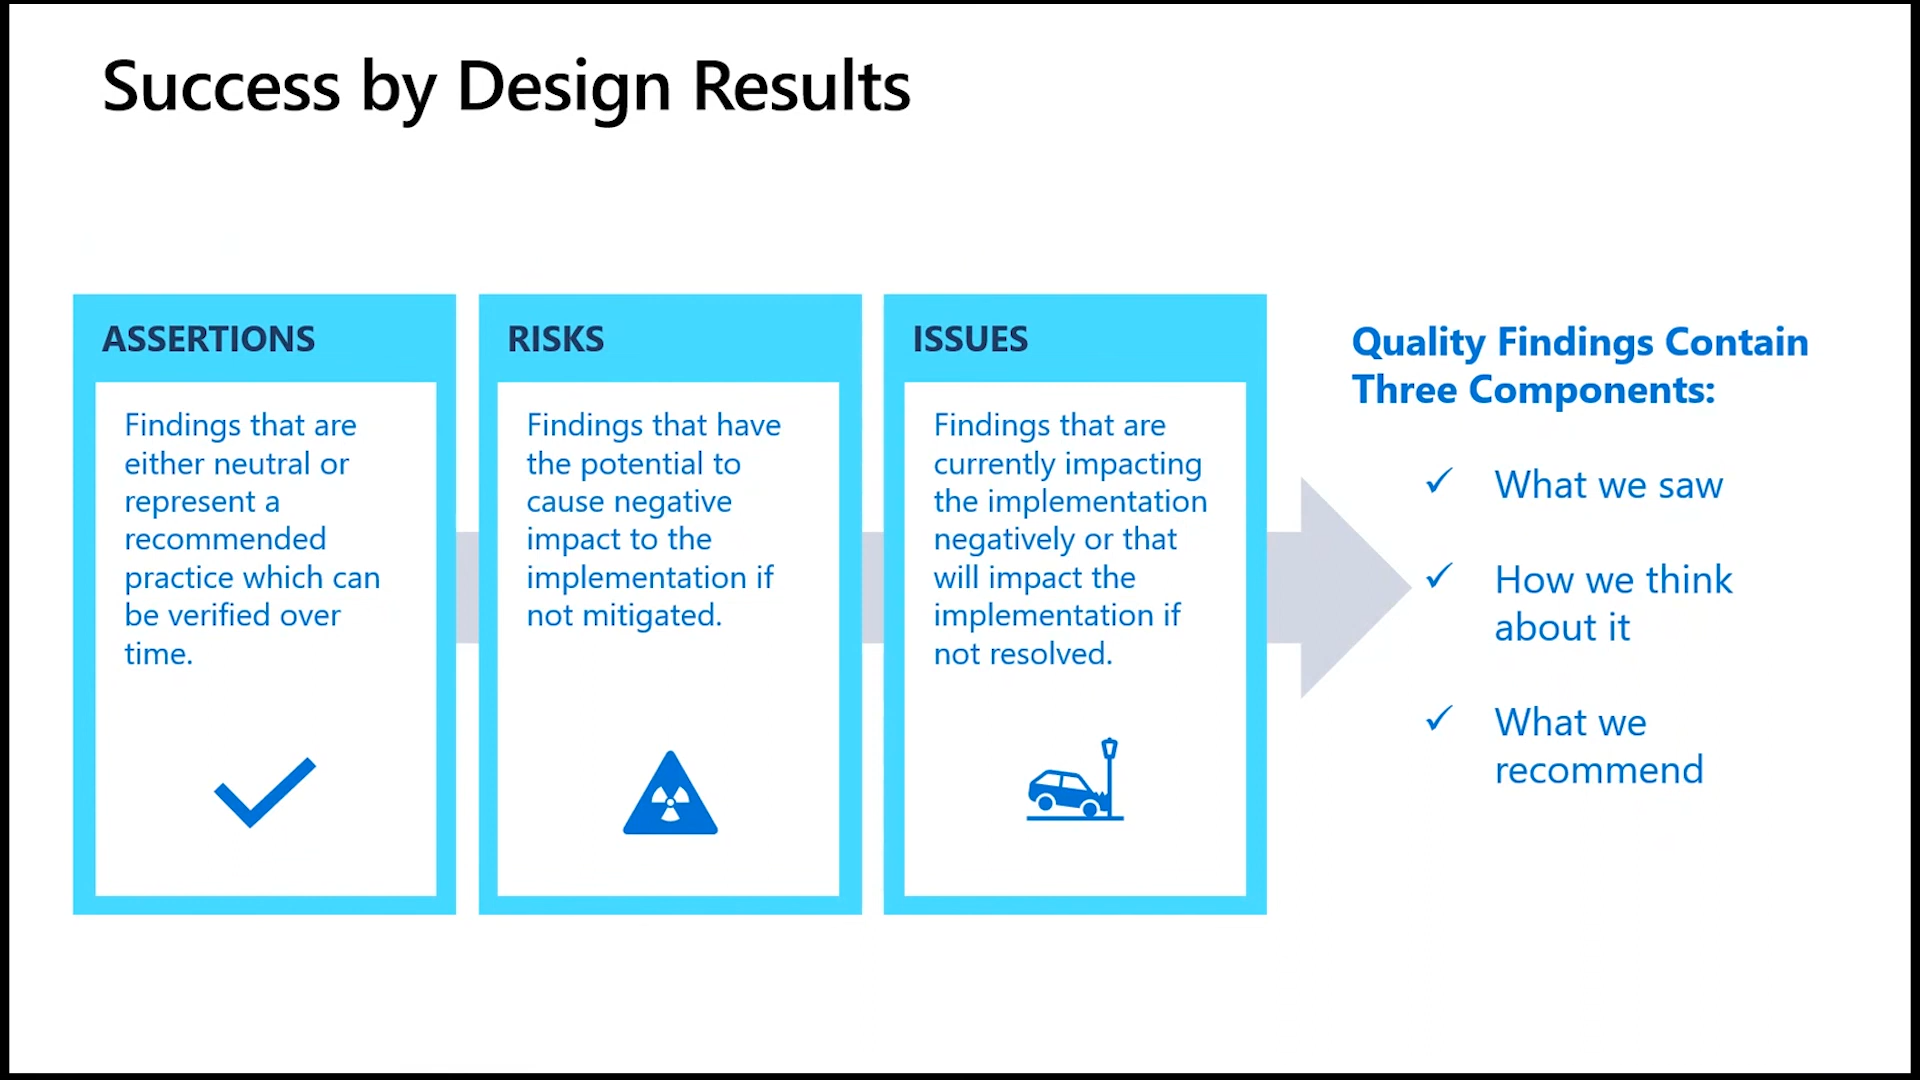 Success by Design Results
ASSERTIONS
Findings that are
either neutral or
represent a
recommended
practice which can
be verified over
time.
RISKS
Findings that have
the potential to
cause negative
impact to the
implementation if
not mitigated.
ISSUES
Findings that are
currently impacting
the implementation
negatively or that
will impact the
implementation if
not resolved.
Quality Findings Contain
Three Components:
✓ What we saw
✓ How we think
about it
✓ What we
recommend